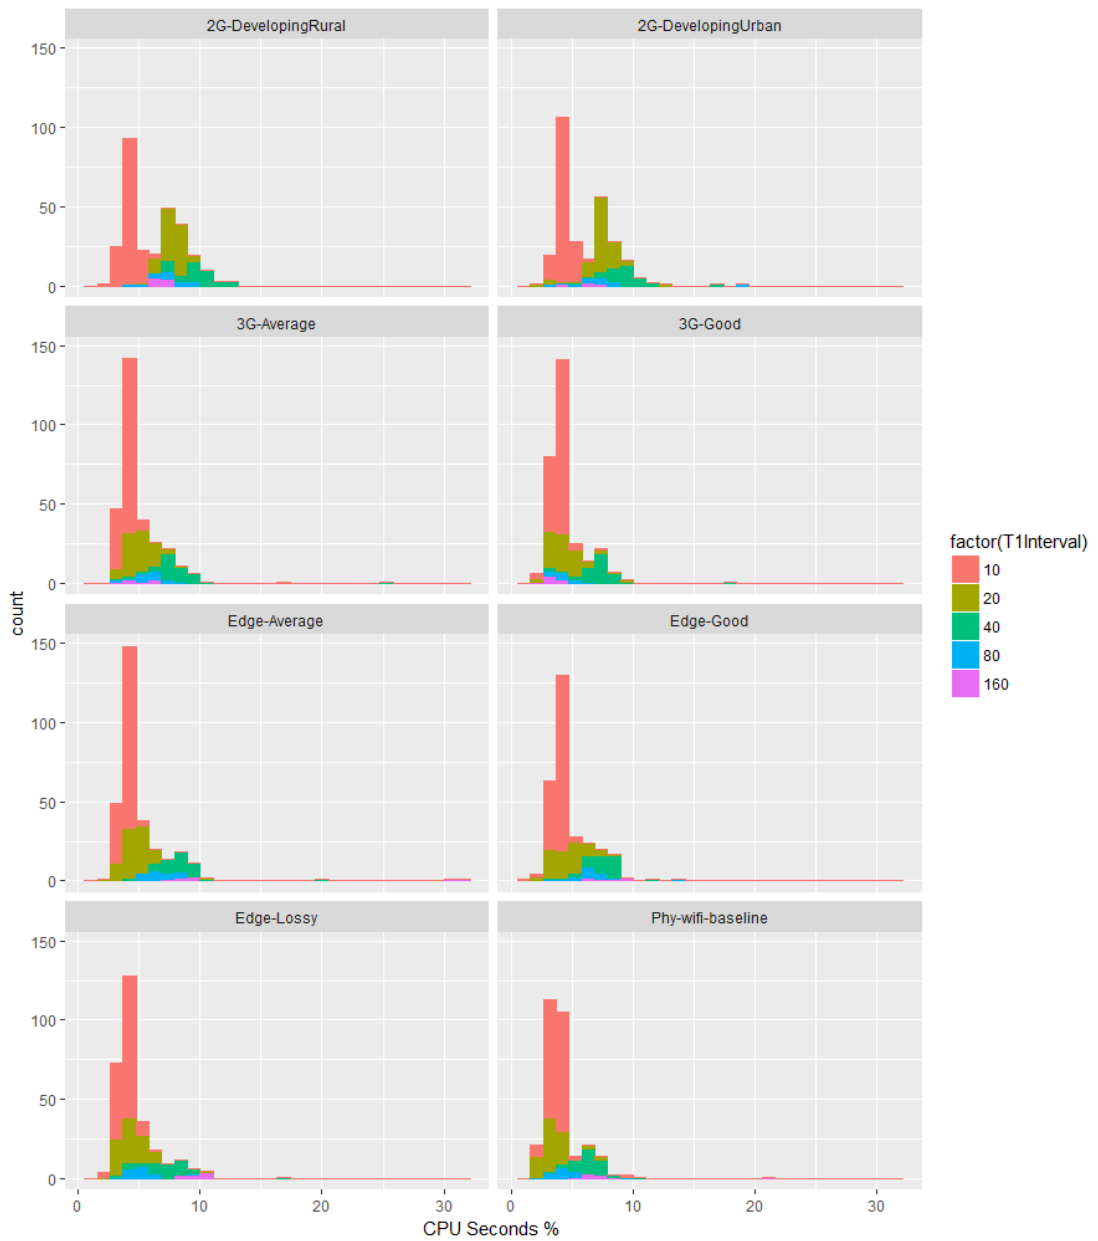 2G-DevelopingRural 2G-DevelopingUrban
150
100
50
0
3G-Average 3G-Good
150
100
50
0
Edge-Average Edge-Good
150
100
50
0
Edge-Lossy Phy-wifi-baseline
150
100
50
0
0 10 20 30 0 10 20 30
CPU Seconds %
count
factor(T1Interval)
10
20
40
80
160